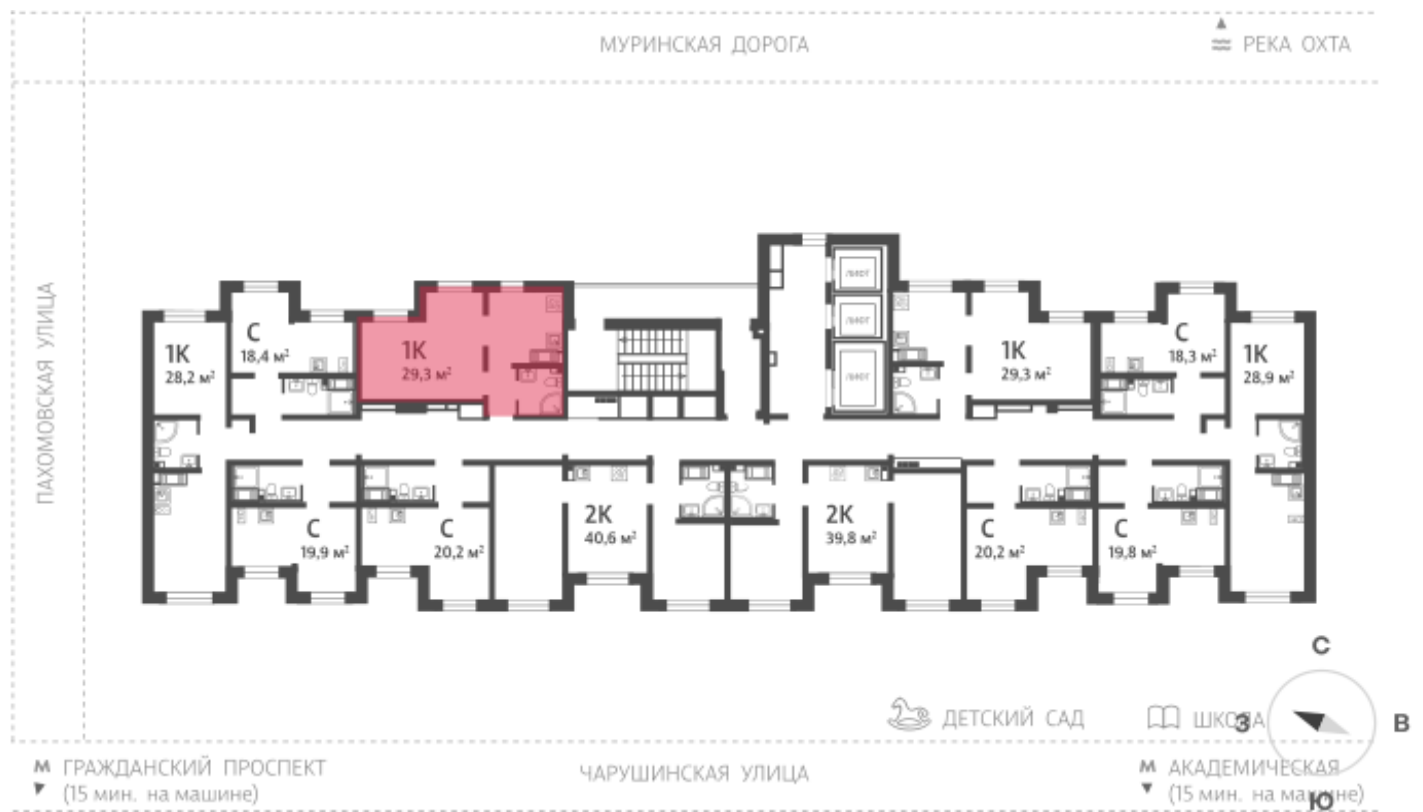 МУРИНСКАЯ ДОРОГА
РЕКА ОХТА
ПАХОМОВСКАЯ УЛИЦА
ЛИФТ
ЛИФТ
ЛИФТ
1К
28,2 м²
С
18,4 м²
1К
29,3 м²
1К
29,3 м²
С
18,3 м²
1К
28,9 м²
С
19,9 м²
С
20,2 м²
2К
40,6 м²
2К
39,8 м²
С
20,2 м²
С
19,8 м²
С
ДЕТСКИЙ САД
ШКОЛА
З
В
Ю
М ГРАЖДАНСКИЙ ПРОСПЕКТ
(15 мин. на машине)
ЧАРУШИНСКАЯ УЛИЦА
М АКАДЕМИЧЕСКАЯ
(15 мин. на машине)